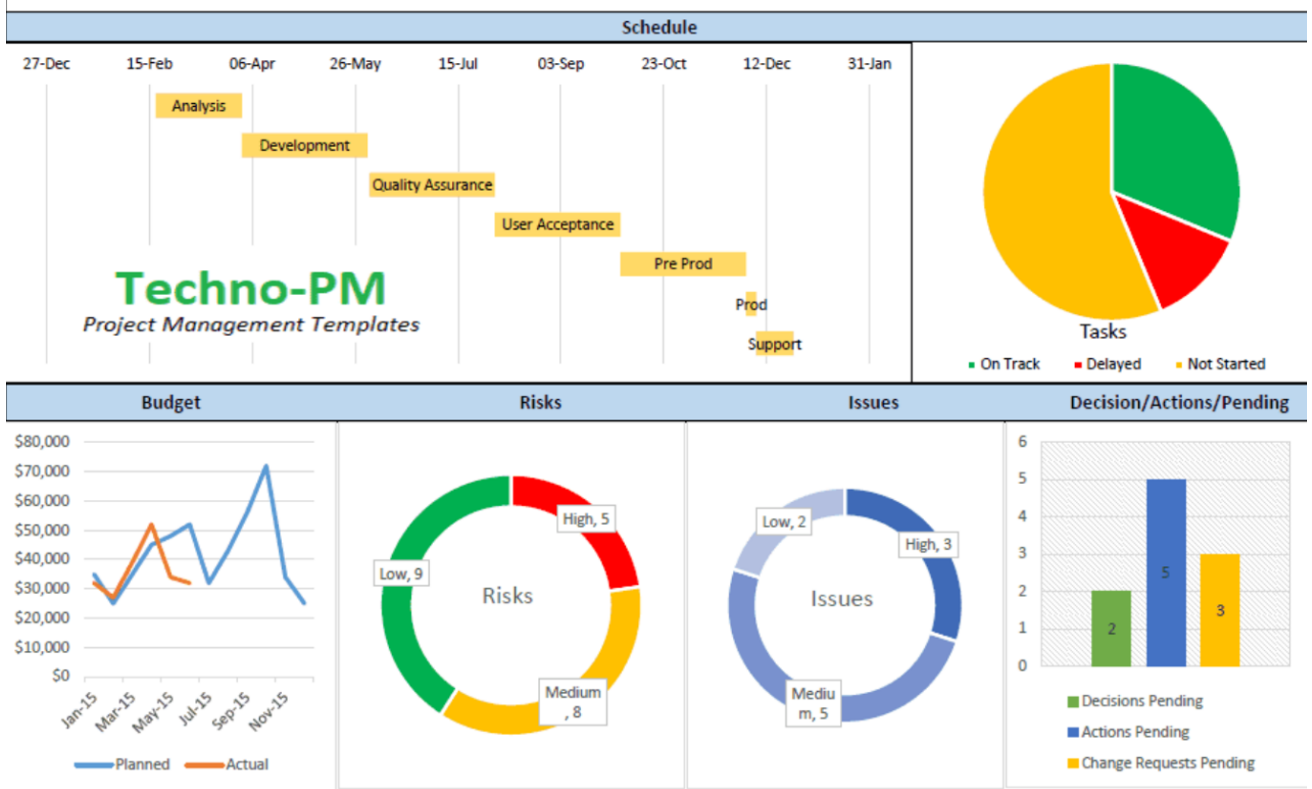 Schedule
27-Dec 15-Feb 06-Apr 26-May 15-Jul 03-Sep 23-Oct 12-Dec 31-Jan
Analysis
Development
Quality Assurance
User Acceptance
Pre Prod
Prod
Support
Techno-PM
Project Management Templates
Tasks
On Track Delayed Not Started
Budget
$80,000
$70,000
$60,000
$50,000
$40,000
$30,000
$20,000
$10,000
$0
Jan-15 Mar-15 May-15 Jul-15 Sep-15 Nov-15
Planned Actual
Risks
High, 5
Low, 9
Risks
Medium
, 8
Issues
Low, 2
High, 3
Issues
Mediu
m, 5
Decision/Actions/Pending
6
5
4
3
2
1
0
2
5
3
Decisions Pending
Actions Pending
Change Requests Pending